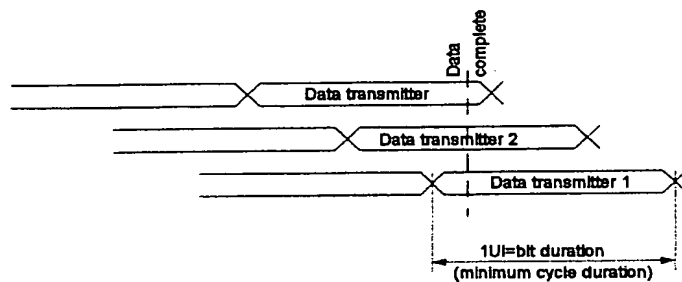 Data
complete
Data transmitter
Data transmitter 2
Data transmitter 1
1UI=bit duration
(minimum cycle duration)